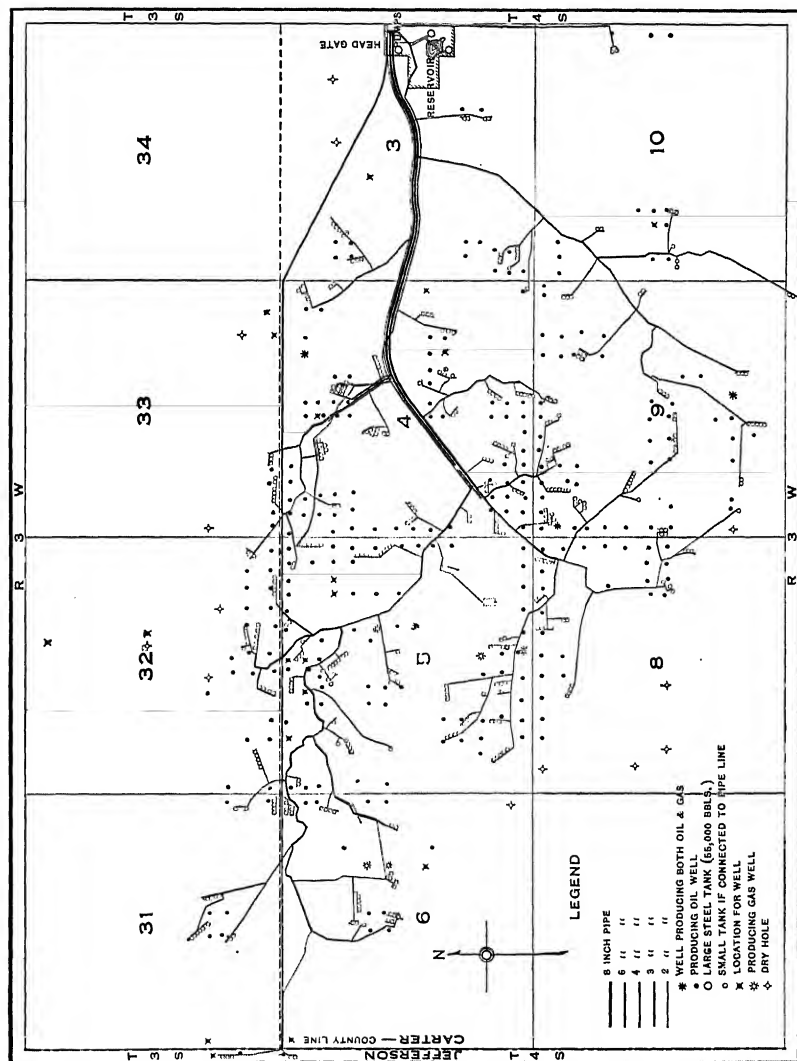 T 3 S
T 4 S
34
33
32
31
3
4
5
6
10
9
8
R 3 W
R 3 W
T 3 S
T 4 S
HEAD GATE
RESERVOIR
JEFFERSON
CARTER — COUNTY LINE
N
LEGEND
8 INCH PIPE
6 〃 〃
4 〃 〃
3 〃 〃
2 〃 〃
WELL PRODUCING BOTH OIL & GAS
PRODUCING OIL WELL
LARGE STEEL TANK (55,000 BBLS.)
SMALL TANK IF CONNECTED TO PIPE LINE
LOCATION FOR WELL
PRODUCING GAS WELL
DRY HOLE